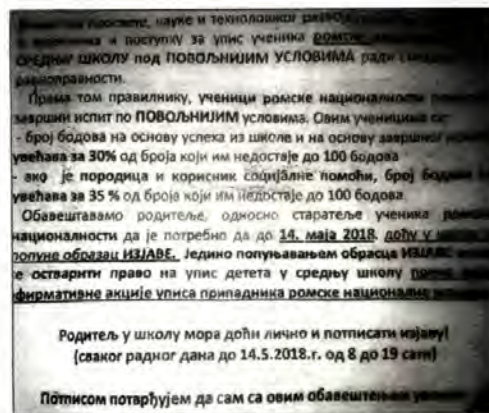 просвете, науке и технолошког
и поступку за упис ученика ромске
СРЕДЊУ ШКОЛУ под ПОВОЉНИЈИМ УСЛОВИМА ради
равноправности.
Према том правилнику, ученици ромске националности
завршни испит по ПОВОЉНИЈИМ условима. Овим ученицима се:
- број бодова на основу успеха из школе и на основу завршног
увећава за 30% од броја који им недостаје до 100 бодова
- ако је породица и корисник социјалне помоћи, број бодова
увећава за 35 % од броја који им недостаје до 100 бодова.
Обавештавамо родитеље, односно старатеље ученика ромске
националности да је потребно да до 14. маја 2018. дођу у
попуне образац ИЗЈАВЕ. Једино попуњавањем обрасца ИЗЈАВЕ
се остварити право на упис детета у средњу школу
афирмативне акције уписа припадника ромске националне
Родитељ у школу мора доћи лично и потписати изјаву!
(сваког радног дана до 14.5.2018.г. од 8 до 19 сати)
Потписом потврђујем да сам са овим обавештењем